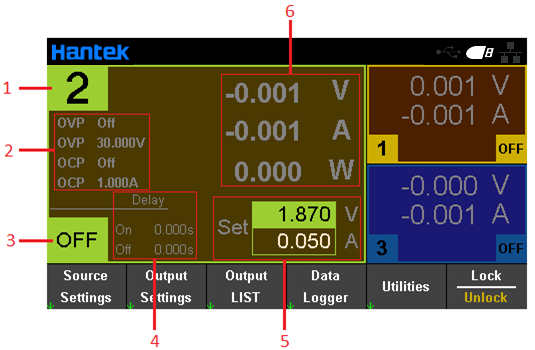 6
Hantek
8
1
2
0.001 V
-0.001 A
1 OFF
-0.001 V
-0.001 A
0.000 W
2
OVP Off
OVP 30.000V
OCP Off
OCP 1.000A
Delay
On 0.000s
Off 0.000s
Set 1.870 V
0.050 A
3
OFF
-0.000 V
-0.001 A
3 OFF
Source
Settings
Output
Settings
Output
LIST
Data
Logger
Utilities
Lock
Unlock
4
5